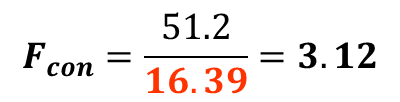 F_con = 51.2 / 16.39 = 3.12